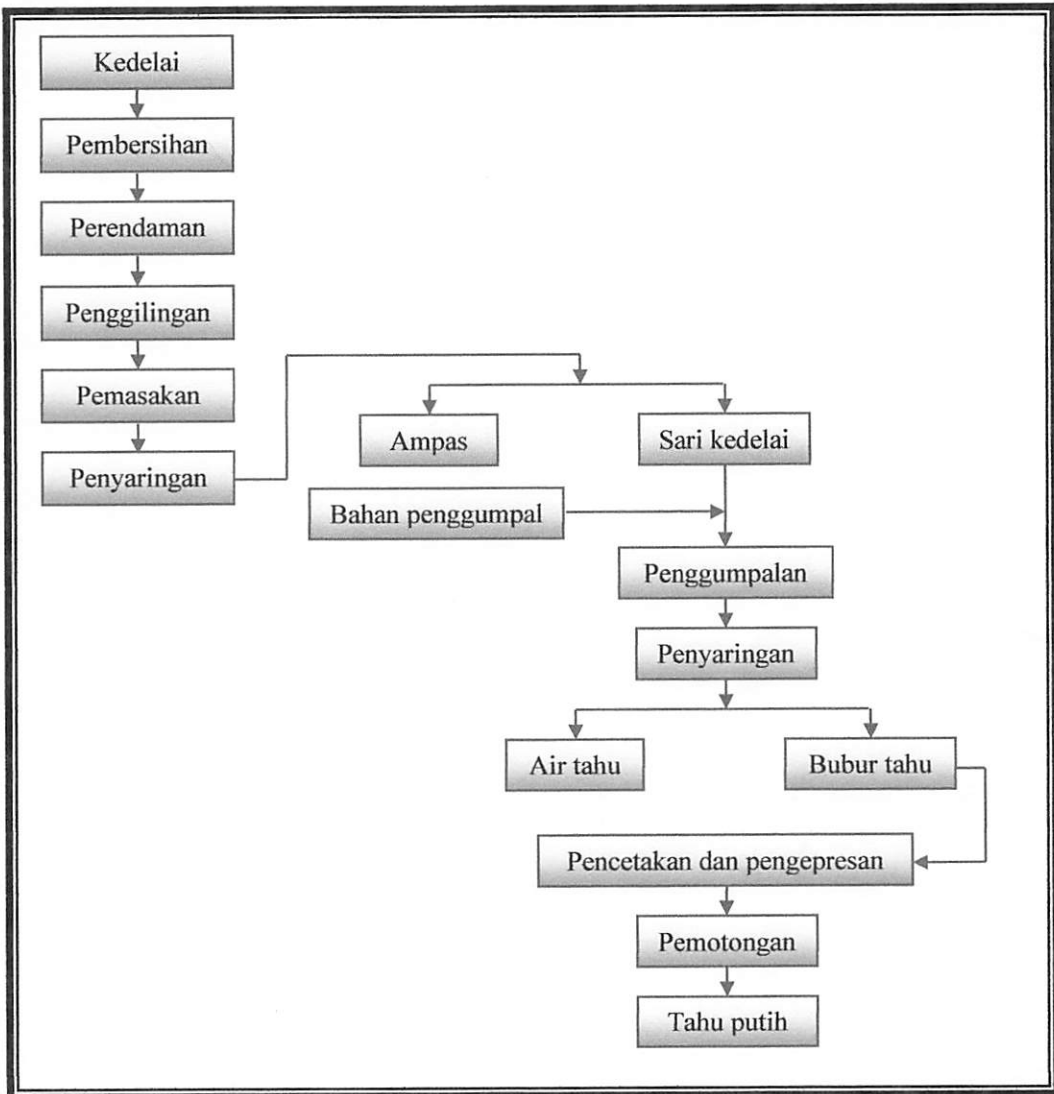 Kedelai
Pembersihan
Perendaman
Penggilingan
Pemasakan
Penyaringan
Ampas
Sari kedelai
Bahan penggumpal
Penggumpalan
Penyaringan
Air tahu
Bubur tahu
Pencetakan dan pengepresan
Pemotongan
Tahu putih